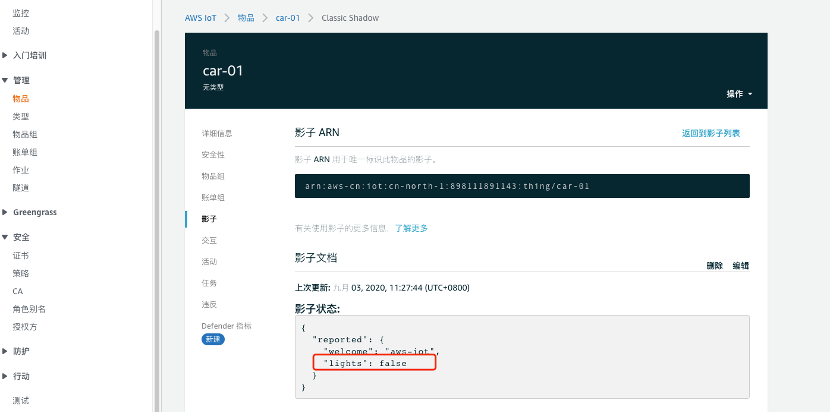 监控
活动
入门培训
管理
物品
类型
物品组
账单组
作业
隧道
Greengrass
安全
证书
策略
CA
角色别名
授权方
防护
行动
测试
AWS IoT > 物品 > car-01 > Classic Shadow
物品
car-01
无类型
操作
详细信息
安全性
物品组
账单组
影子
交互
活动
任务
违反
Defender 指标
新建
影子 ARN
返回到影子列表
影子 ARN 用于唯一标识此物品的影子。
arn:aws-cn:iot:cn-north-1:898111891143:thing/car-01
有关使用影子的更多信息。 了解更多
影子文档
删除 编辑
上次更新: 九月 03, 2020, 11:27:44 (UTC+0800)
影子状态:
{
"reported": {
"welcome": "aws-iot",
"lights": false
}
}